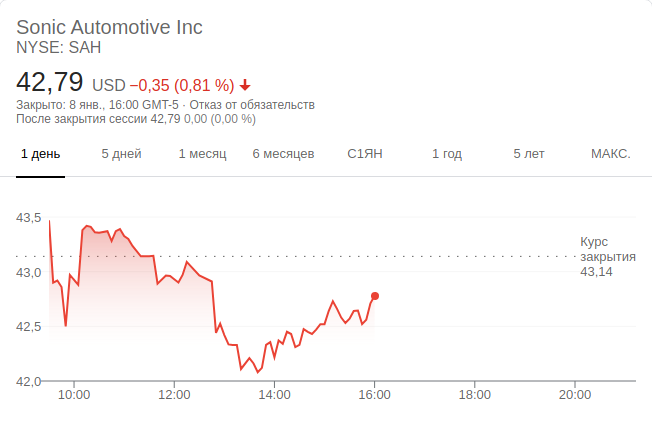 Sonic Automotive Inc
NYSE: SAH
42,79 USD −0,35 (0,81 %)
Закрыто: 8 янв., 16:00 GMT-5 · Отказ от обязательств
После закрытия сессии 42,79 0,00 (0,00 %)
1 день 5 дней 1 месяц 6 месяцев С1ЯН 1 год 5 лет МАКС.
43,5
Курс
закрытия
43,14
43,0
42,5
42,0
10:00 12:00 14:00 16:00 18:00 20:00